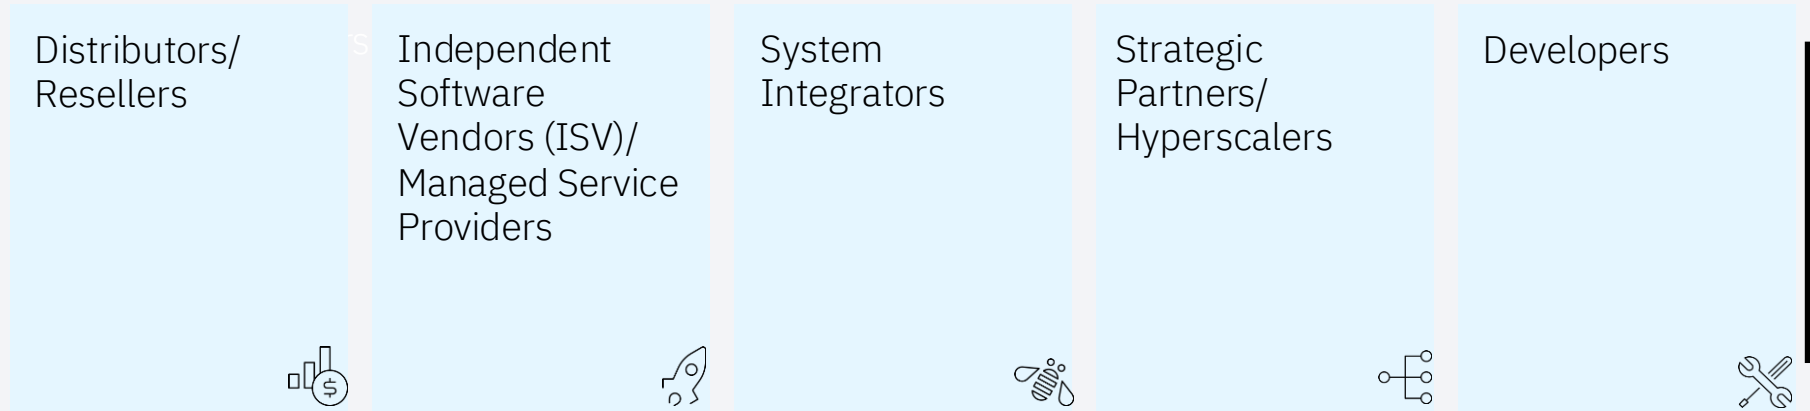 Distributors/
Resellers
Independent
Software
Vendors (ISV)/
Managed Service
Providers
System
Integrators
Strategic
Partners/
Hyperscalers
Developers